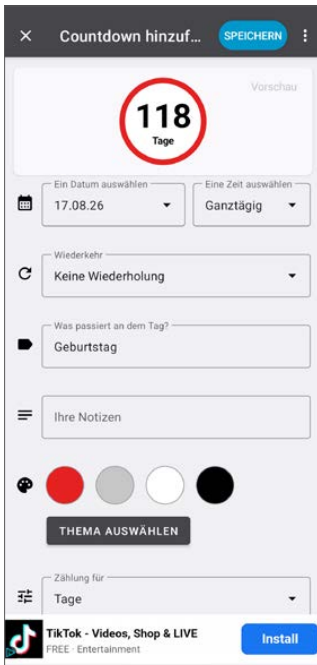 Countdown hinzuf...
SPEICHERN
Vorschau
118
Tage
Ein Datum auswählen
17.08.26
Eine Zeit auswählen
Ganztägig
Wiederkehr
Keine Wiederholung
Was passiert an dem Tag?
Geburtstag
Ihre Notizen
THEMA AUSWÄHLEN
Zählung für
Tage
TikTok - Videos, Shop & LIVE
FREE · Entertainment
Install